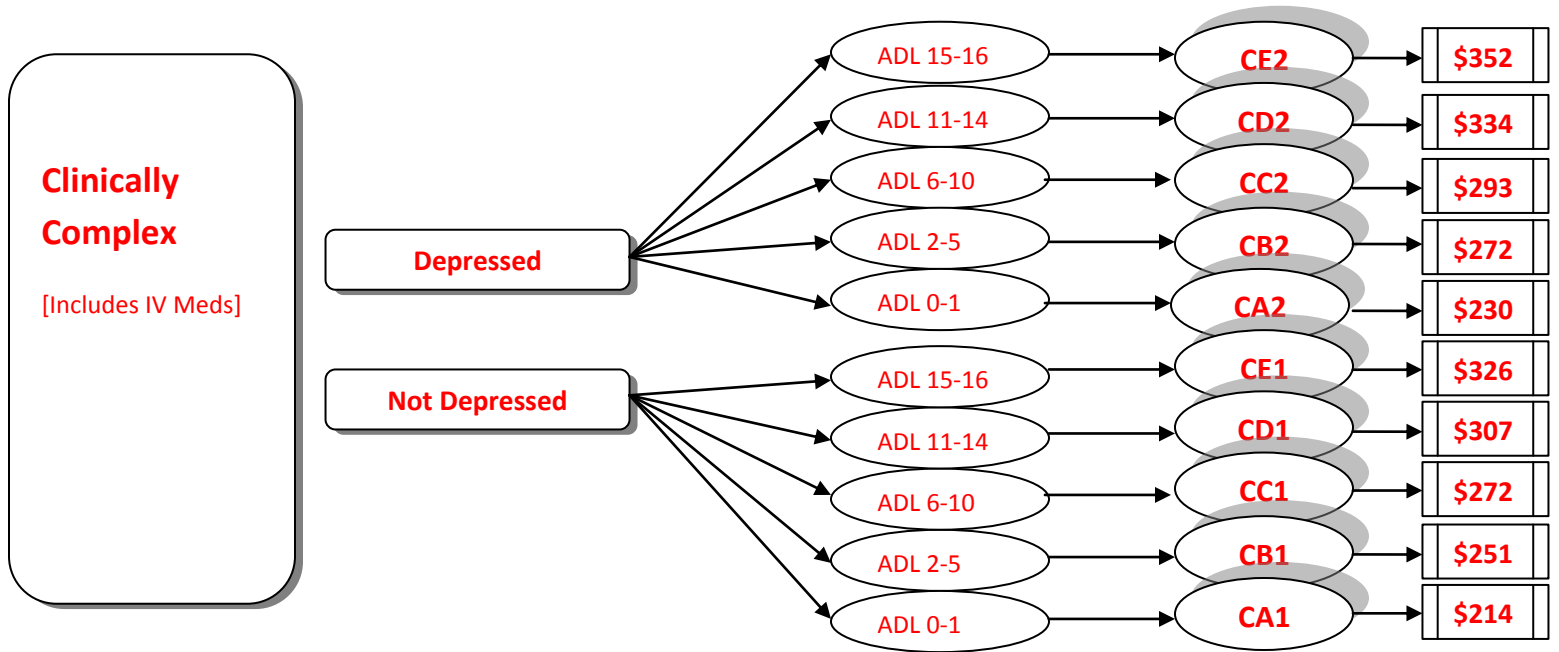 Clinically
Complex
[Includes IV Meds]
Depressed
Not Depressed
ADL 15-16
CE2
$352
ADL 11-14
CD2
$334
ADL 6-10
CC2
$293
ADL 2-5
CB2
$272
ADL 0-1
CA2
$230
ADL 15-16
CE1
$326
ADL 11-14
CD1
$307
ADL 6-10
CC1
$272
ADL 2-5
CB1
$251
ADL 0-1
CA1
$214